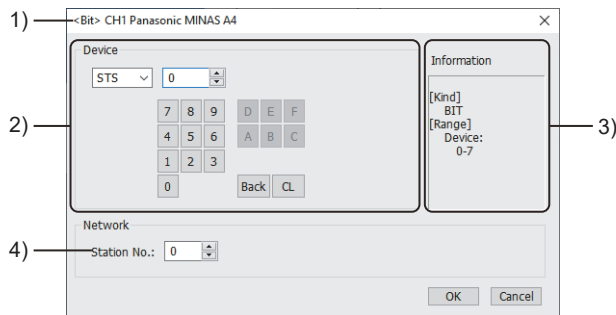 1) <Bit> CH1 Panasonic MINAS A4
Device
Information
STS 0
2)
3)
7 8 9 D E F
4 5 6 A B C
1 2 3
0 Back CL
[Kind]
BIT
[Range]
Device:
0-7
Network
4) Station No.: 0
OK Cancel